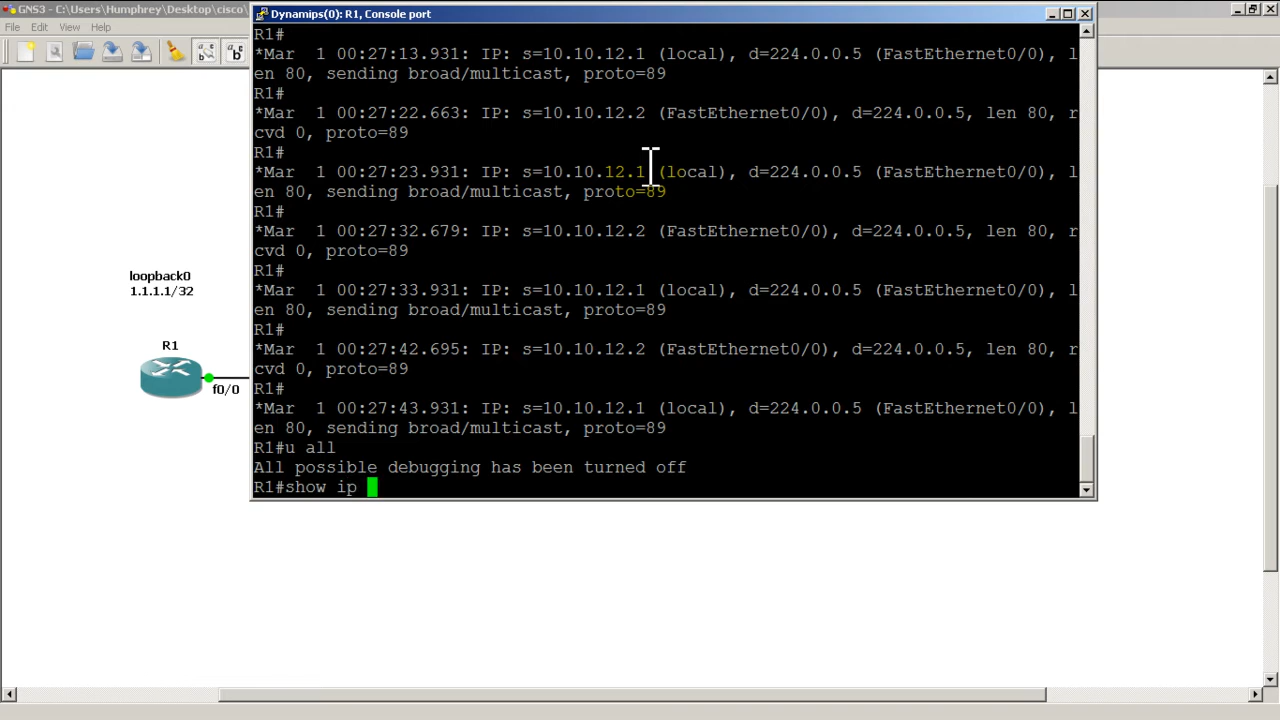 GNS3 - C:\Users\Humphrey\Desktop\cisco\
File Edit View Help
Dynamips(0): R1, Console port
R1#
*Mar  1 00:27:13.931: IP: s=10.10.12.1 (local), d=224.0.0.5 (FastEthernet0/0), l
en 80, sending broad/multicast, proto=89
R1#
*Mar  1 00:27:22.663: IP: s=10.10.12.2 (FastEthernet0/0), d=224.0.0.5, len 80, r
cvd 0, proto=89
R1#
*Mar  1 00:27:23.931: IP: s=10.10.12.1 (local), d=224.0.0.5 (FastEthernet0/0), l
en 80, sending broad/multicast, proto=89
R1#
*Mar  1 00:27:32.679: IP: s=10.10.12.2 (FastEthernet0/0), d=224.0.0.5, len 80, r
cvd 0, proto=89
R1#
*Mar  1 00:27:33.931: IP: s=10.10.12.1 (local), d=224.0.0.5 (FastEthernet0/0), l
en 80, sending broad/multicast, proto=89
R1#
*Mar  1 00:27:42.695: IP: s=10.10.12.2 (FastEthernet0/0), d=224.0.0.5, len 80, r
cvd 0, proto=89
R1#
*Mar  1 00:27:43.931: IP: s=10.10.12.1 (local), d=224.0.0.5 (FastEthernet0/0), l
en 80, sending broad/multicast, proto=89
R1#u all
All possible debugging has been turned off
R1#show ip
loopback0
1.1.1.1/32
R1
f0/0